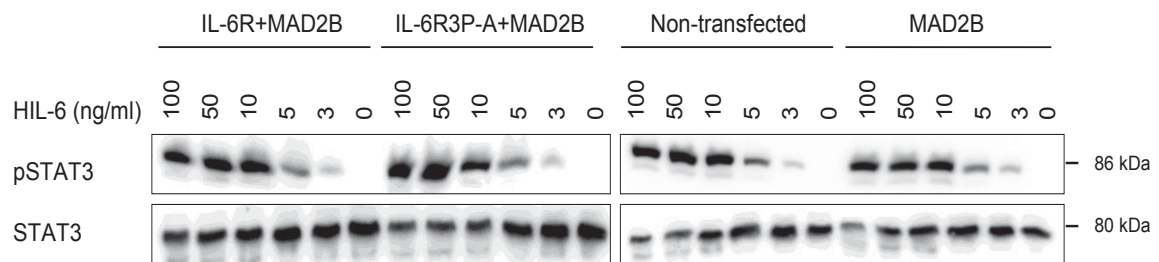 IL-6R+MAD2B IL-6R3P-A+MAD2B Non-transfected MAD2B
HIL-6 (ng/ml) 100 50 10 5 3 0 100 50 10 5 3 0 100 50 10 5 3 0 100 50 10 5 3 0
pSTAT3 86 kDa
STAT3 80 kDa